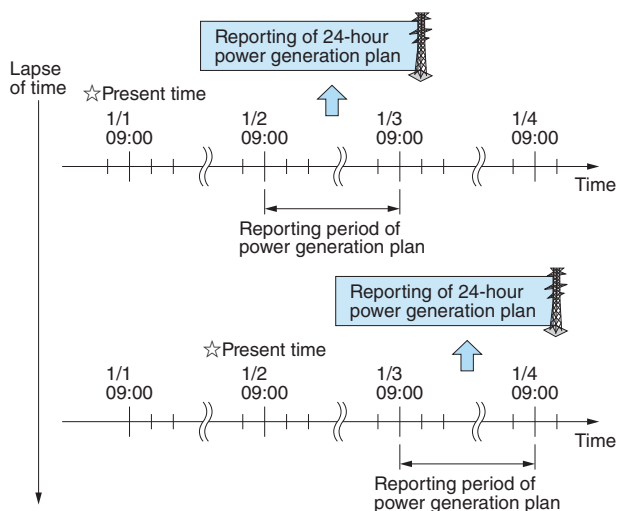 Reporting of 24-hour
power generation plan
Lapse
of time
☆Present time
1/1
09:00
1/2
09:00
1/3
09:00
1/4
09:00
Time
Reporting period of
power generation plan
Reporting of 24-hour
power generation plan
☆Present time
1/1
09:00
1/2
09:00
1/3
09:00
1/4
09:00
Time
Reporting period of
power generation plan